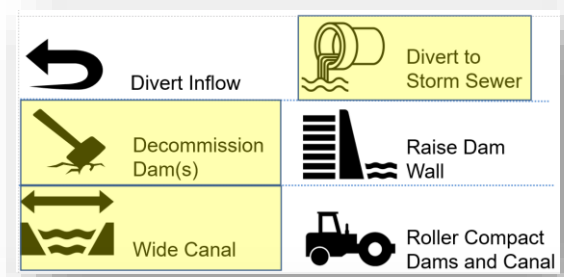 Divert Inflow
Divert to
Storm Sewer
Decommission
Dam(s)
Raise Dam
Wall
Wide Canal
Roller Compact
Dams and Canal